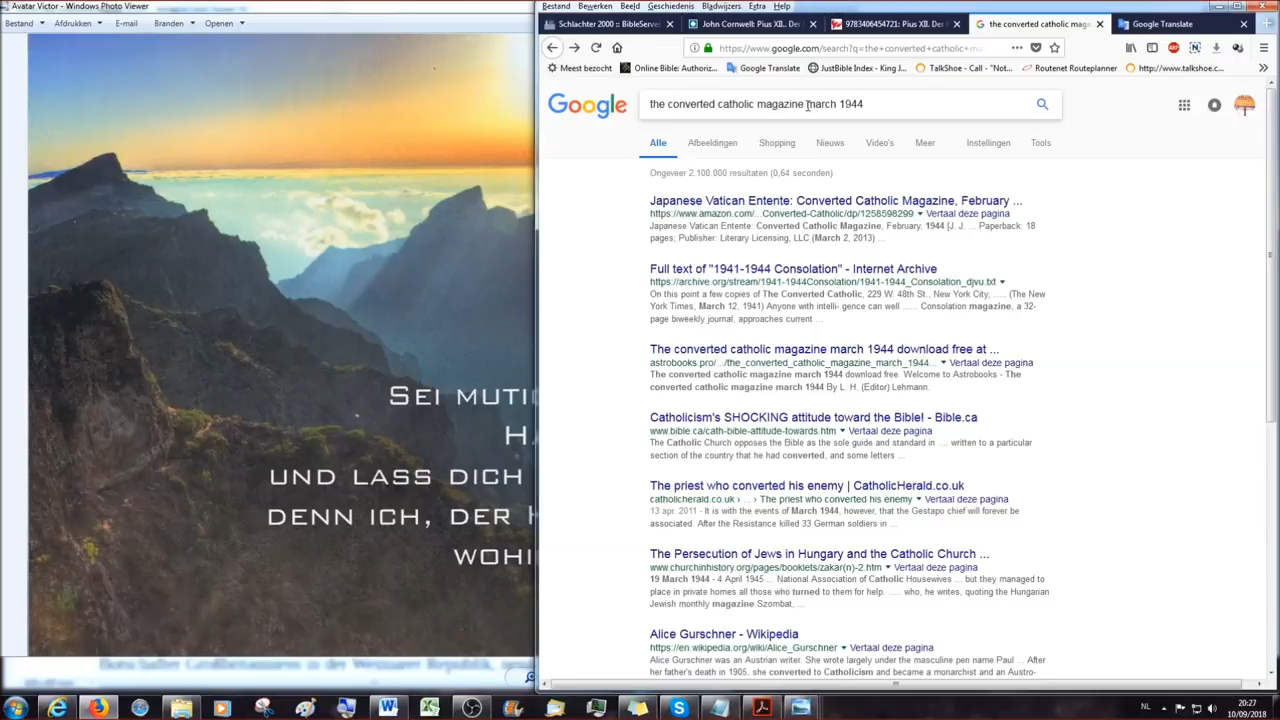 Avatar Victor - Windows Photo Viewer
Bestand Afdrukken E-mail Branden Openen
SEI MUTI
UND LASS DICH
DENN ICH, DER H
WOHI
Bestand Bewerken Beeld Geschiedenis Bladwijzers Extra Help
Schlachter 2000 :: BibleServe
John Cornwell: Pius XII. Der
9783406454721: Pius XII. Der
the converted catholic maga
Google Translate
https://www.google.com/search?q=the+converted+catholic+m
Meest bezocht
Online Bible: Authoriz...
Google Translate
JustBible Index - King J...
TalkShoe - Call - "Not...
Routenet Routeplanner
http://www.talkshoe.c...
Google
the converted catholic magazine march 1944
Alle Afbeeldingen Shopping Nieuws Video's Meer Instellingen Tools
Ongeveer 2.100.000 resultaten (0,64 seconden)
Japanese Vatican Entente: Converted Catholic Magazine, February ...
https://www.amazon.com/...Converted-Catholic/dp/1258598299 Vertaal deze pagina
Japanese Vatican Entente: Converted Catholic Magazine, February, 1944 [J. J. ... Paperback: 18
pages; Publisher: Literary Licensing, LLC (March 2, 2013) ...
Full text of "1941-1944 Consolation" - Internet Archive
https://archive.org/stream/1941-1944Consolation/1941-1944_Consolation_djvu.txt
On this point a few copies of The Converted Catholic, 229 W. 48th St., New York City, ..... (The New
York Times, March 12, 1941) Anyone with intelli- gence can well ..... Consolation magazine, a 32-
page biweekly journal, approaches current ...
The converted catholic magazine march 1944 download free at ...
astrobooks.pro/.../the_converted_catholic_magazine_march_1944... Vertaal deze pagina
The converted catholic magazine march 1944 download free. Welcome to Astrobooks - The
converted catholic magazine march 1944 By L. H. (Editor) Lehmann.
Catholicism's SHOCKING attitude toward the Bible! - Bible.ca
www.bible.ca/cath-bible-attitude-towards.htm Vertaal deze pagina
The Catholic Church opposes the Bible as the sole guide and standard in .... written to a particular
section of the country that he had converted, and some letters ...
The priest who converted his enemy | CatholicHerald.co.uk
catholicherald.co.uk › ... › The priest who converted his enemy Vertaal deze pagina
13 apr. 2011 - It is with the events of March 1944, however, that the Gestapo chief will forever be
associated. After the Resistance killed 33 German soldiers in ...
The Persecution of Jews in Hungary and the Catholic Church ...
www.churchinhistory.org/pages/booklets/zakar(n)-2.htm Vertaal deze pagina
19 March 1944 - 4 April 1945 ... National Association of Catholic Housewives .... but they managed to
place in private homes all those who turned to them for help. ..... who, he writes, quoting the Hungarian
Jewish monthly magazine Szombat, ...
Alice Gurschner - Wikipedia
https://en.wikipedia.org/wiki/Alice_Gurschner Vertaal deze pagina
Alice Gurschner was an Austrian writer. She wrote largely under the masculine pen name Paul ... After
her father's death in 1905, she converted to Catholicism and became a monarchist and an Austro-
NL
20:27
10/09/2018